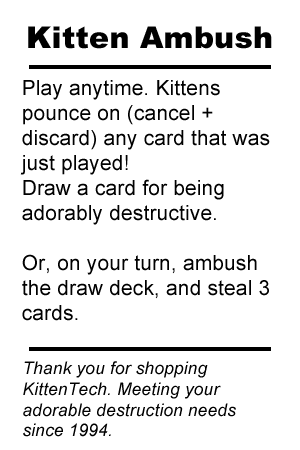 Kitten Ambush
Play anytime. Kittens
pounce on (cancel +
discard) any card that was
just played!
Draw a card for being
adorably destructive.
Or, on your turn, ambush
the draw deck, and steal 3
cards.
Thank you for shopping
KittenTech. Meeting your
adorable destruction needs
since 1994.